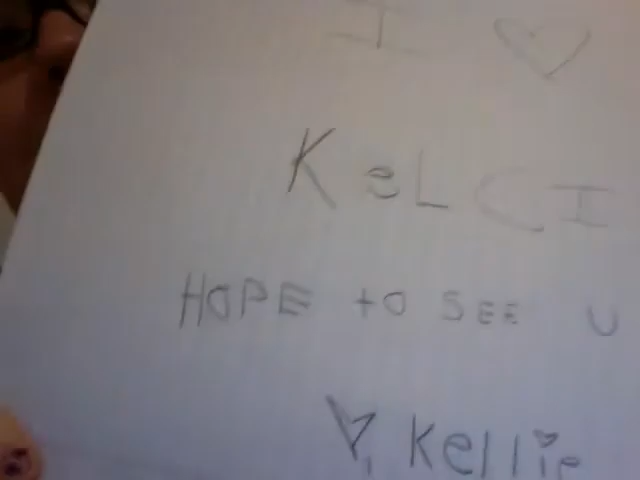 I ♡
KeLCI
HOPE to SEE U
♡, Kellie